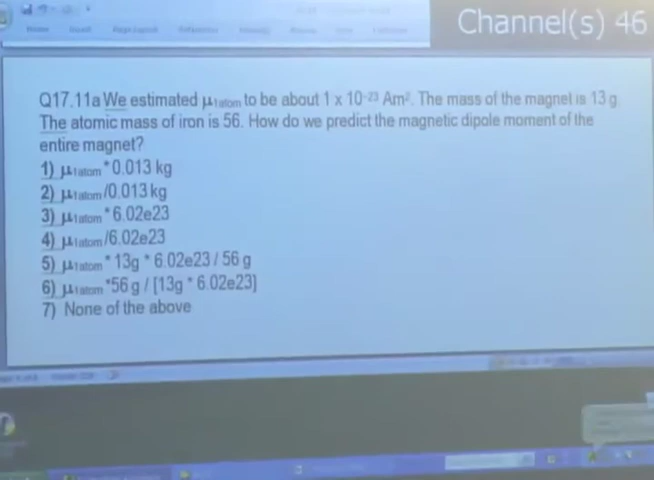 Channel(s) 46
Q17.11a We estimated μ1atom to be about 1 x 10⁻²³ Am². The mass of the magnet is 13 g.
The atomic mass of iron is 56. How do we predict the magnetic dipole moment of the
entire magnet?
1) μ1atom*0.013 kg
2) μ1atom/0.013 kg
3) μ1atom*6.02e23
4) μ1atom/6.02e23
5) μ1atom* 13g * 6.02e23 / 56 g
6) μ1atom*56 g / [13g * 6.02e23]
7) None of the above